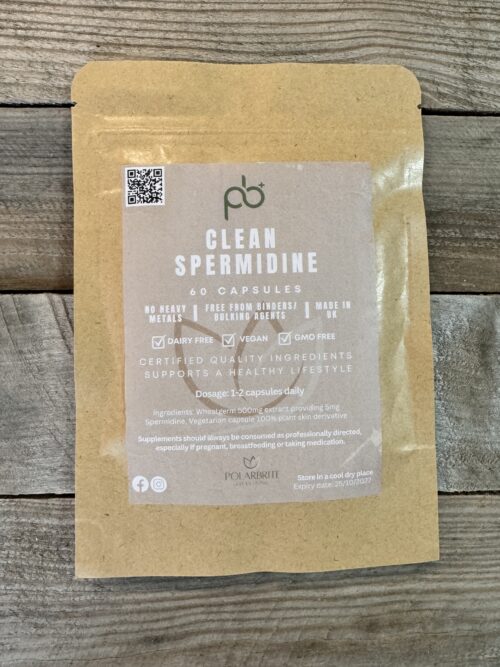 pb+
CLEAN
SPERMIDINE
60 CAPSULES
NO HEAVY METALS | FREE FROM BINDERS/ BULKING AGENTS | MADE IN UK
DAIRY FREE VEGAN GMO FREE
CERTIFIED QUALITY INGREDIENTS
SUPPORTS A HEALTHY LIFESTYLE
Dosage: 1-2 capsules daily
Ingredients: Wheatgerm 500mg extract providing 5mg
Spermidine, Vegetarian capsule 100% plant skin derivative
Supplements should always be consumed as professionally directed,
especially if pregnant, breastfeeding or taking medication.
POLARBRITE
Store in a cool dry place
Expiry date: 25/10/2027